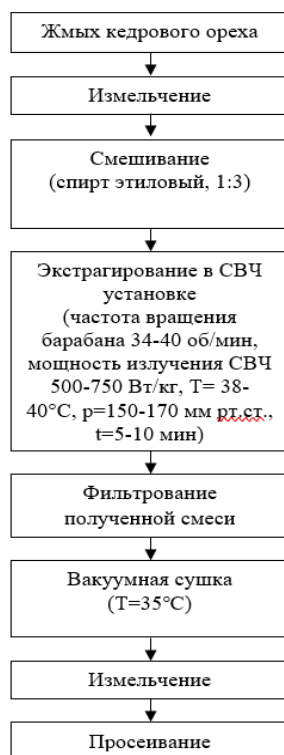 Жмых кедрового ореха
Измельчение
Смешивание
(спирт этиловый, 1:3)
Экстрагирование в СВЧ
установке
(частота вращения
барабана 34-40 об/мин,
мощность излучения СВЧ
500-750 Вт/кг, Т= 38-
40°С, р=150-170 мм рт.ст.,
t=5-10 мин)
Фильтрование
полученной смеси
Вакуумная сушка
(Т=35°С)
Измельчение
Просеивание